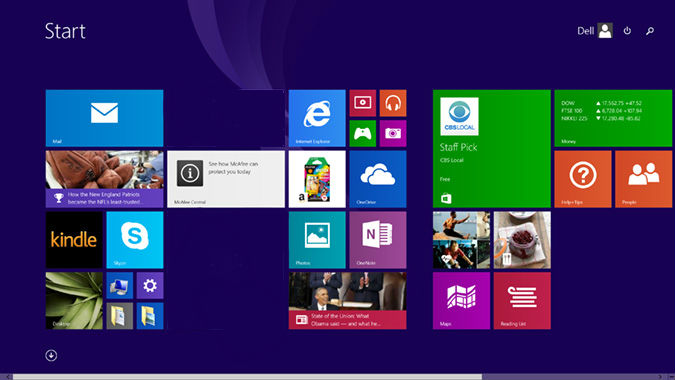 Start
Dell
Mail
How the New England Patriots
became the NFL's least-trusted...
kindle
Skype
Desktop
See how McAfee can
protect you today
McAfee Central
Internet Explorer
a
OneDrive
Photos
OneNote
State of the Union: What
Obama said — and what he...
CBS LOCAL
Staff Pick
CBS Local
Free
DOW ▲ 17,562.75 +47.52
FTSE 100 ▲ 6,728.04 +107.94
NIKKEI 225 ▼ 17,280.48 -85.82
Money
Help+Tips
People
Maps
Reading List